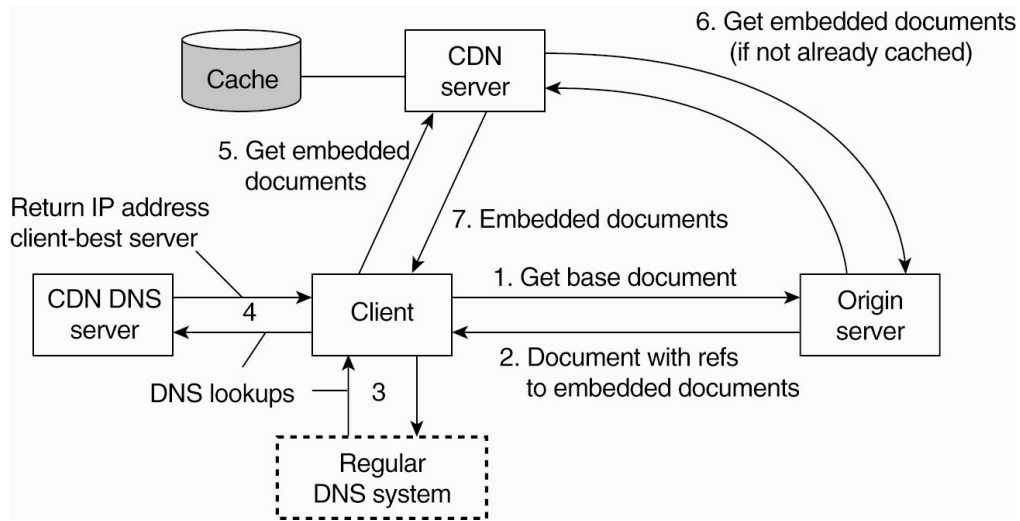 6. Get embedded documents
(if not already cached)
CDN
server
Cache
5. Get embedded
documents
Return IP address
client-best server
7. Embedded documents
1. Get base document
CDN DNS
server
4
Client
Origin
server
2. Document with refs
to embedded documents
DNS lookups
3
Regular
DNS system